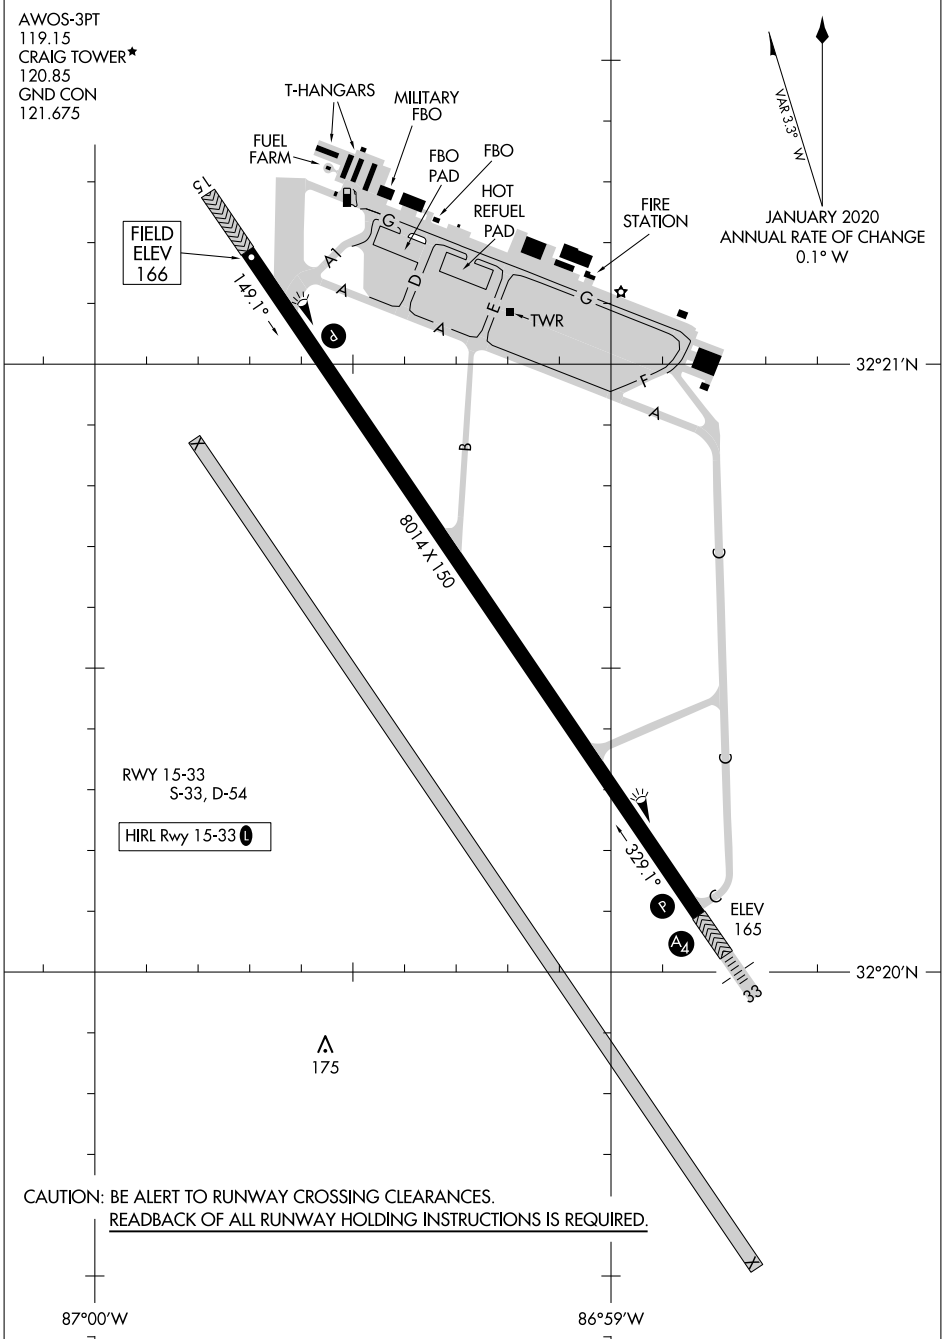 AWOS-3PT
119.15
CRAIG TOWER★
120.85
GND CON
121.675
T-HANGARS
MILITARY
FBO
FUEL
FARM
FBO
PAD
FBO
HOT
REFUEL
PAD
FIRE
STATION
VAR 3.3° W
JANUARY 2020
ANNUAL RATE OF CHANGE
0.1° W
15
FIELD
ELEV
166
149.1°
A1
G
D
A
E
G
A
TWR
P
F
A
32°21'N
X
B
8014 X 150
C
C
RWY 15-33
S-33, D-54
HIRL Rwy 15-33 L
329.1°
P
A4
C
ELEV
165
33
32°20'N
175
CAUTION: BE ALERT TO RUNWAY CROSSING CLEARANCES.
READBACK OF ALL RUNWAY HOLDING INSTRUCTIONS IS REQUIRED.
X
87°00'W
86°59'W